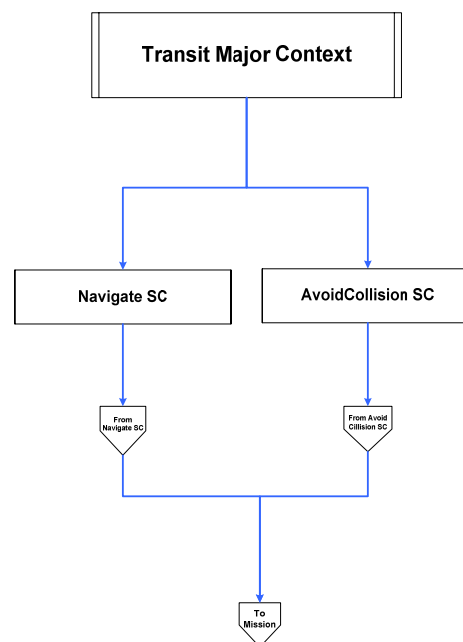 Transit Major Context
Navigate SC
AvoidCollision SC
From
Navigate SC
From Avoid
Cillision SC
To
Mission